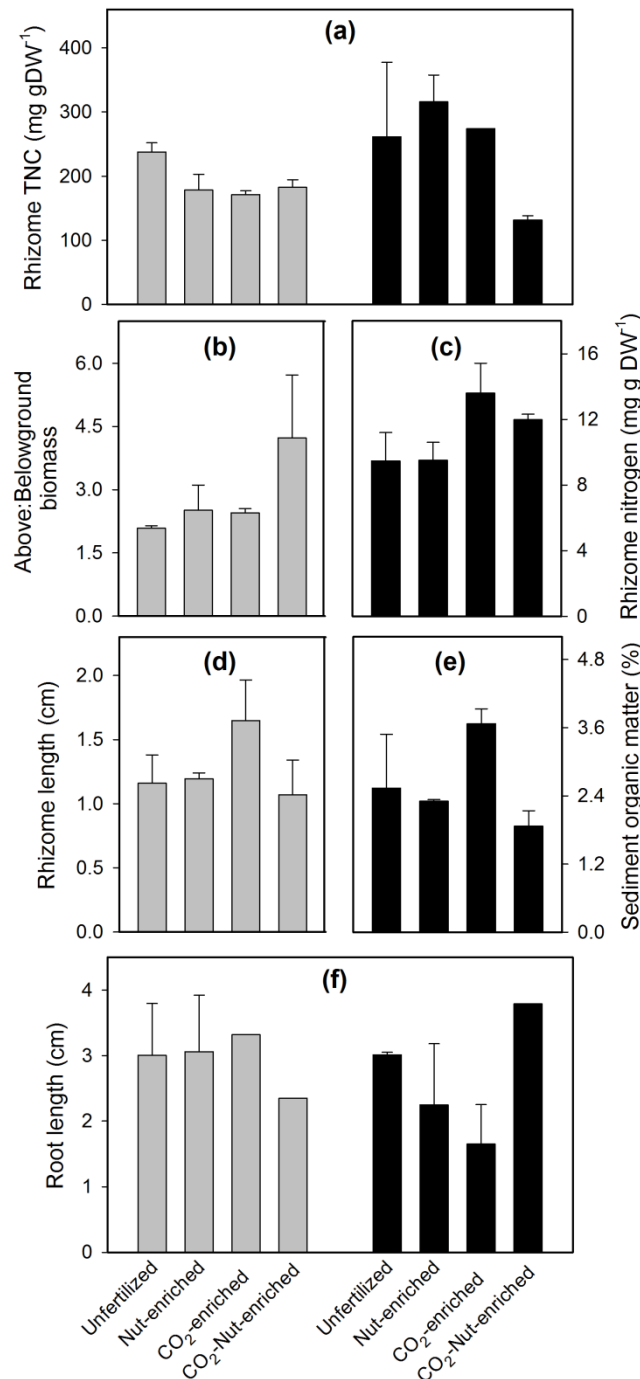 (a)
Rhizome TNC (mg gDW⁻¹)
400
300
200
100
0
(b)
Above:Belowground
biomass
6.0
4.5
3.0
1.5
0.0
(c)
Rhizome nitrogen (mg g DW⁻¹)
16
12
8
4
0
(d)
Rhizome length (cm)
2.0
1.5
1.0
0.5
0.0
(e)
Sediment organic matter (%)
4.8
3.6
2.4
1.2
0.0
(f)
Root length (cm)
4
3
2
1
0
Unfertilized
Nut-enriched
CO₂-enriched
CO₂-Nut-enriched
Unfertilized
Nut-enriched
CO₂-enriched
CO₂-Nut-enriched